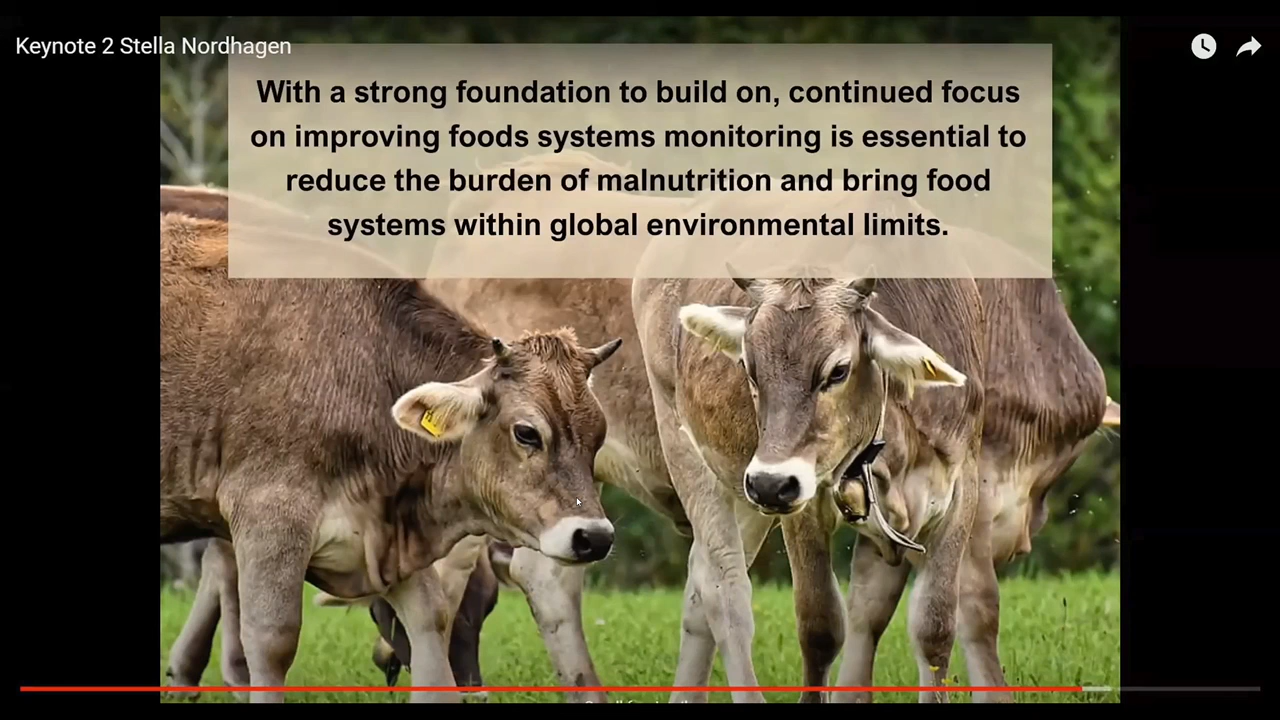 Keynote 2 Stella Nordhagen
With a strong foundation to build on, continued focus
on improving foods systems monitoring is essential to
reduce the burden of malnutrition and bring food
systems within global environmental limits.